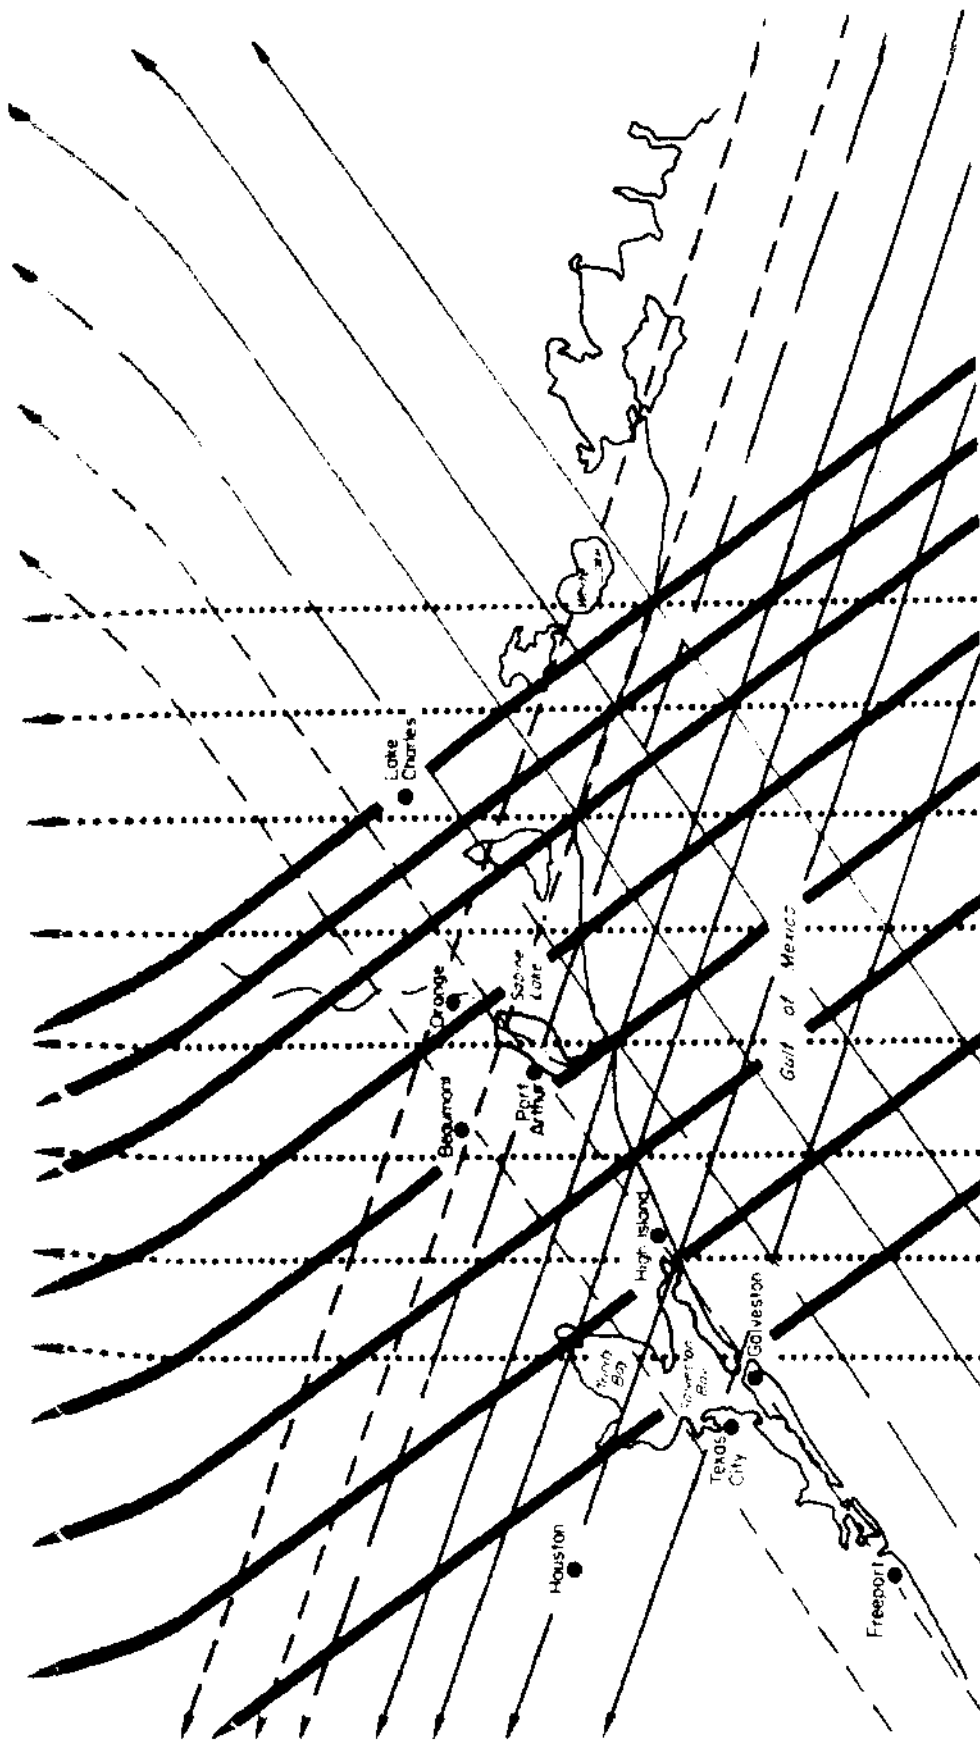 Lake
Charles
Orange
Sabine
Lake
Beaumont
Port
Arthur
Gulf of Mexico
High Island
Galveston
Bay
Texas
City
Houston
Freeport